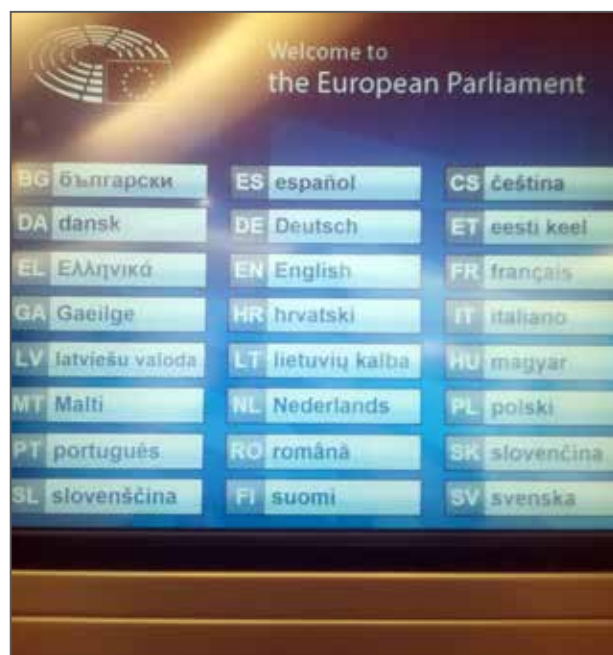 Welcome to
the European Parliament
BG български ES español CS čeština
DA dansk DE Deutsch ET eesti keel
EL Ελληνικά EN English FR français
GA Gaeilge HR hrvatski IT italiano
LV latviešu valoda LT lietuvių kalba HU magyar
MT Malti NL Nederlands PL polski
PT português RO română SK slovenčina
SL slovenščina FI suomi SV svenska